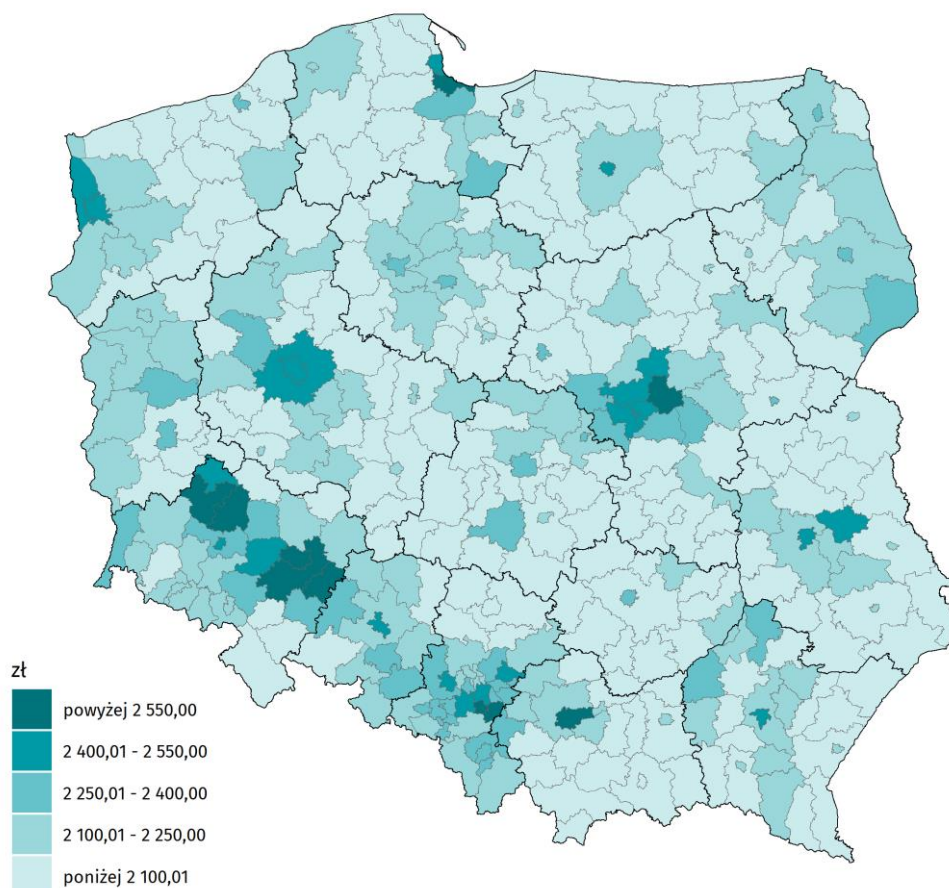 zł
powyżej 2 550,00
2 400,01 - 2 550,00
2 250,01 - 2 400,00
2 100,01 - 2 250,00
poniżej 2 100,01